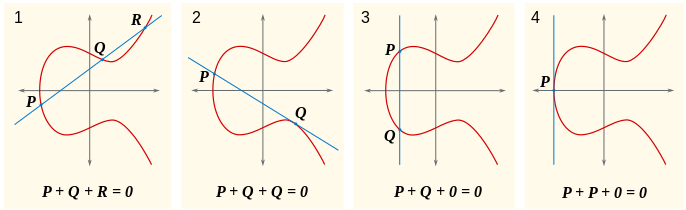 1
R
Q
P
P + Q + R = 0
2
P
Q
P + Q + Q = 0
3
P
Q
P + Q + 0 = 0
4
P
P + P + 0 = 0